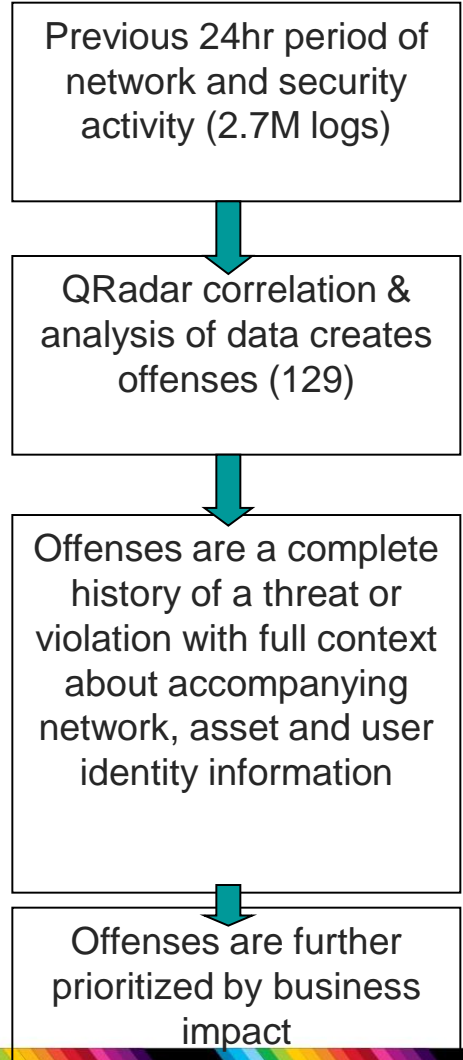 Previous 24hr period of
network and security
activity (2.7M logs)
QRadar correlation &
analysis of data creates
offenses (129)
Offenses are a complete
history of a threat or
violation with full context
about accompanying
network, asset and user
identity information
Offenses are further
prioritized by business
impact